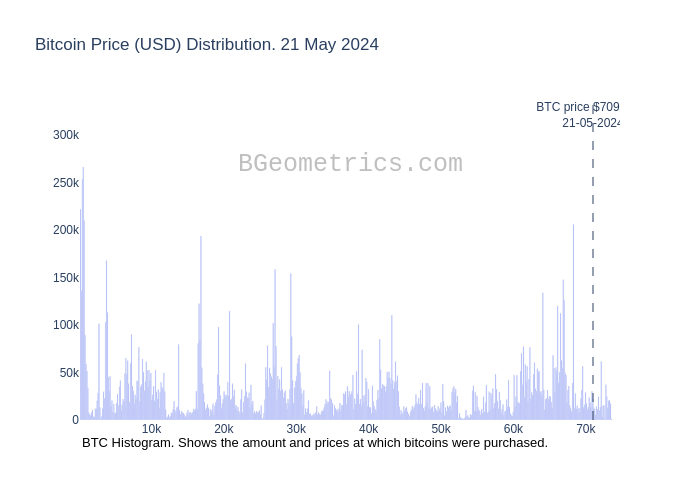 Bitcoin Price (USD) Distribution. 21 May 2024
BTC price $709
21-05-2024
300k
BGeometrics.com
250k
200k
150k
100k
50k
0
10k 20k 30k 40k 50k 60k 70k
BTC Histogram. Shows the amount and prices at which bitcoins were purchased.